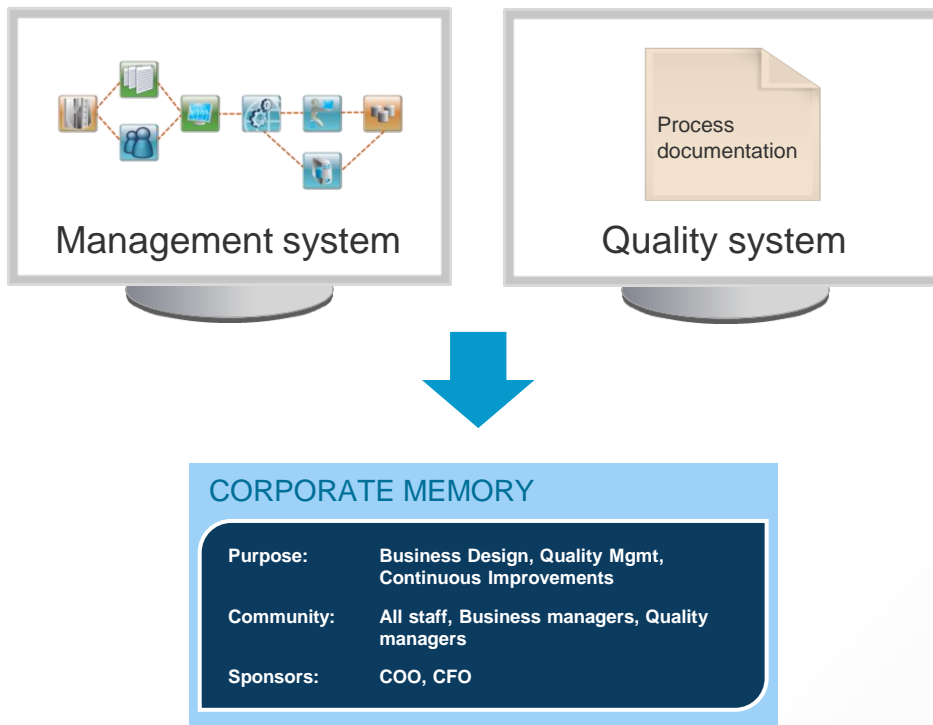 Process
documentation
Management system
Quality system
CORPORATE MEMORY
Purpose: Business Design, Quality Mgmt,
Continuous Improvements
Community: All staff, Business managers, Quality
managers
Sponsors: COO, CFO